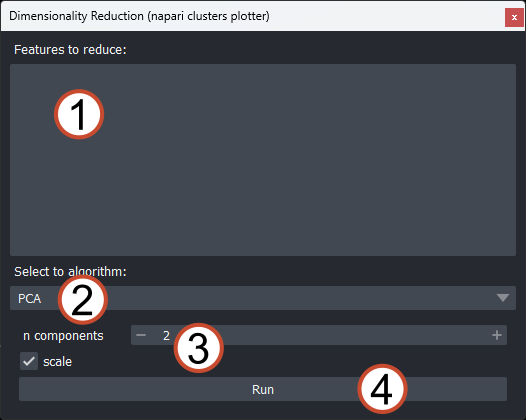 Dimensionality Reduction (napari clusters plotter)
x
Features to reduce:
1
Select to algorithm:
PCA
2
n components
2
3
scale
Run
4